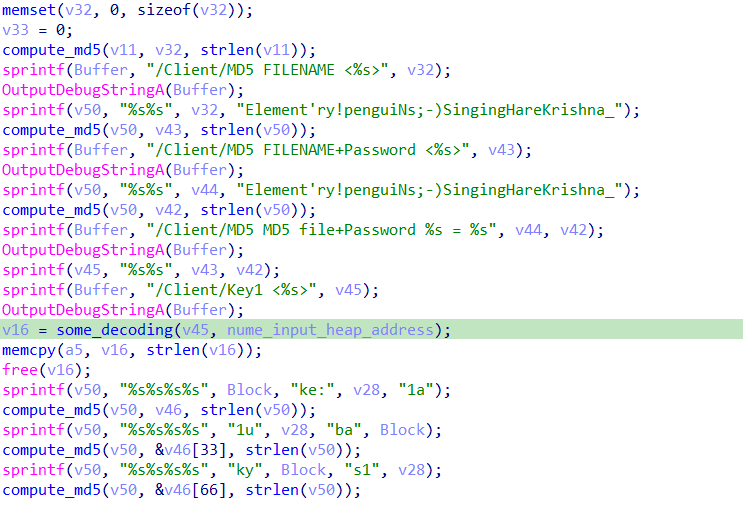 memset(v32, 0, sizeof(v32));
v33 = 0;
compute_md5(v11, v32, strlen(v11));
sprintf(Buffer, "/Client/MD5 FILENAME <%s>", v32);
OutputDebugStringA(Buffer);
sprintf(v50, "%s%s", v32, "Element'ry!penguiNs;-)SingingHareKrishna_");
compute_md5(v50, v43, strlen(v50));
sprintf(Buffer, "/Client/MD5 FILENAME+Password <%s>", v43);
OutputDebugStringA(Buffer);
sprintf(v50, "%s%s", v44, "Element'ry!penguiNs;-)SingingHareKrishna_");
compute_md5(v50, v42, strlen(v50));
sprintf(Buffer, "/Client/MD5 MD5 file+Password %s = %s", v44, v42);
OutputDebugStringA(Buffer);
sprintf(v45, "%s%s", v43, v42);
sprintf(Buffer, "/Client/Key1 <%s>", v45);
OutputDebugStringA(Buffer);
v16 = some_decoding(v45, nume_input_heap_address);
memcpy(a5, v16, strlen(v16));
free(v16);
sprintf(v50, "%s%s%s%s", Block, "ke:", v28, "1a");
compute_md5(v50, v46, strlen(v50));
sprintf(v50, "%s%s%s%s", "1u", v28, "ba", Block);
compute_md5(v50, &v46[33], strlen(v50));
sprintf(v50, "%s%s%s%s", "ky", Block, "s1", v28);
compute_md5(v50, &v46[66], strlen(v50));